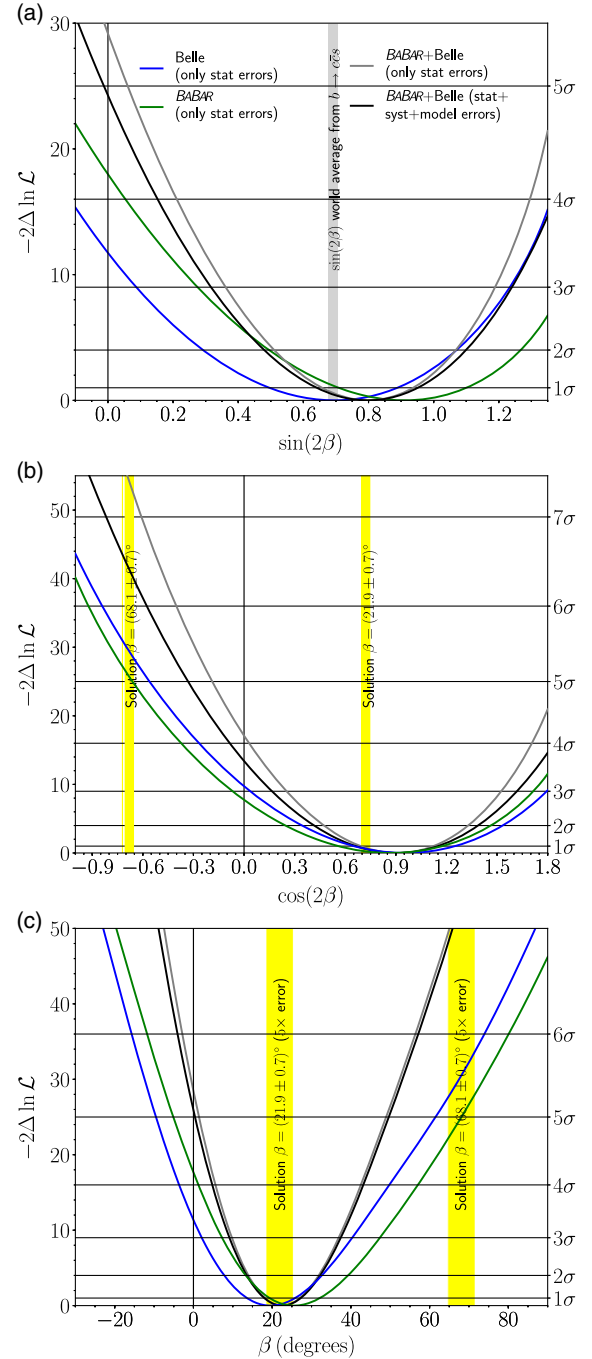 (a)
30
20
10
0
−2Δ ln 𝓛
Belle
(only stat errors)
BABAR
(only stat errors)
BABAR+Belle
(only stat errors)
BABAR+Belle (stat+
syst+model errors)
sin(2β) world average from b → cc̄s
5σ
4σ
3σ
2σ
1σ
0.0 0.2 0.4 0.6 0.8 1.0 1.2
sin(2β)
(b)
50
40
30
20
10
0
−2Δ ln 𝓛
Solution β = (68.1 ± 0.7)°
Solution β = (21.9 ± 0.7)°
7σ
6σ
5σ
4σ
3σ
2σ
1σ
−0.9 −0.6 −0.3 0.0 0.3 0.6 0.9 1.2 1.5 1.8
cos(2β)
(c)
50
40
30
20
10
0
−2Δ ln 𝓛
Solution β = (21.9 ± 0.7)° (5× error)
Solution β = (68.1 ± 0.7)° (5× error)
6σ
5σ
4σ
3σ
2σ
1σ
−20 0 20 40 60 80
β (degrees)